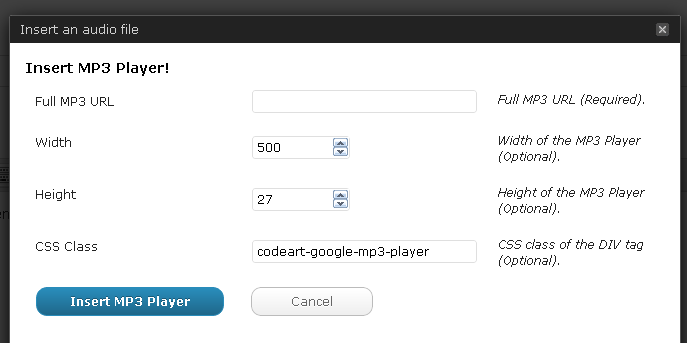 Insert an audio file
Insert MP3 Player!
Full MP3 URL
Full MP3 URL (Required).
Width
500
Width of the MP3 Player
(Optional).
Height
27
Height of the MP3 Player
(Optional).
CSS Class
codeart-google-mp3-player
CSS class of the DIV tag
(Optional).
Insert MP3 Player
Cancel